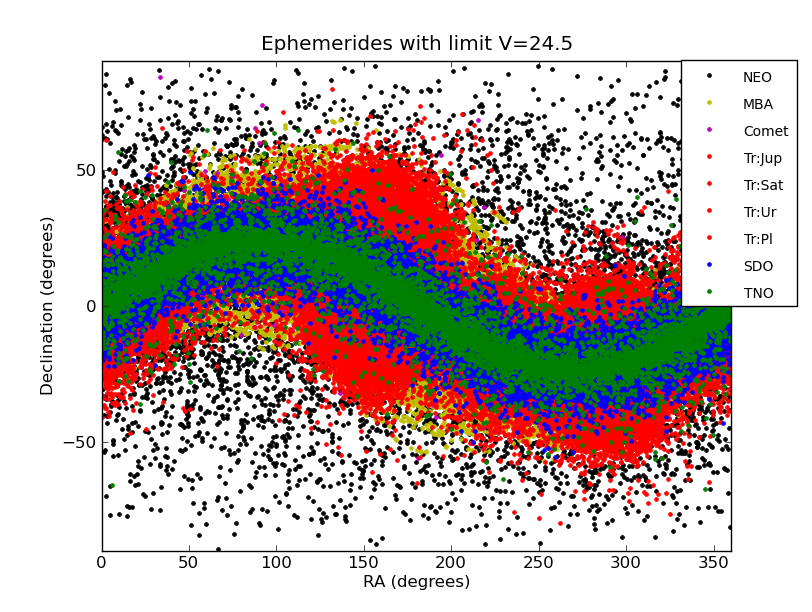 Ephemerides with limit V=24.5
NEO
MBA
Comet
Tr:Jup
Tr:Sat
Tr:Ur
Tr:Pl
SDO
TNO
Declination (degrees)
50
0
−50
0 50 100 150 200 250 300 350
RA (degrees)